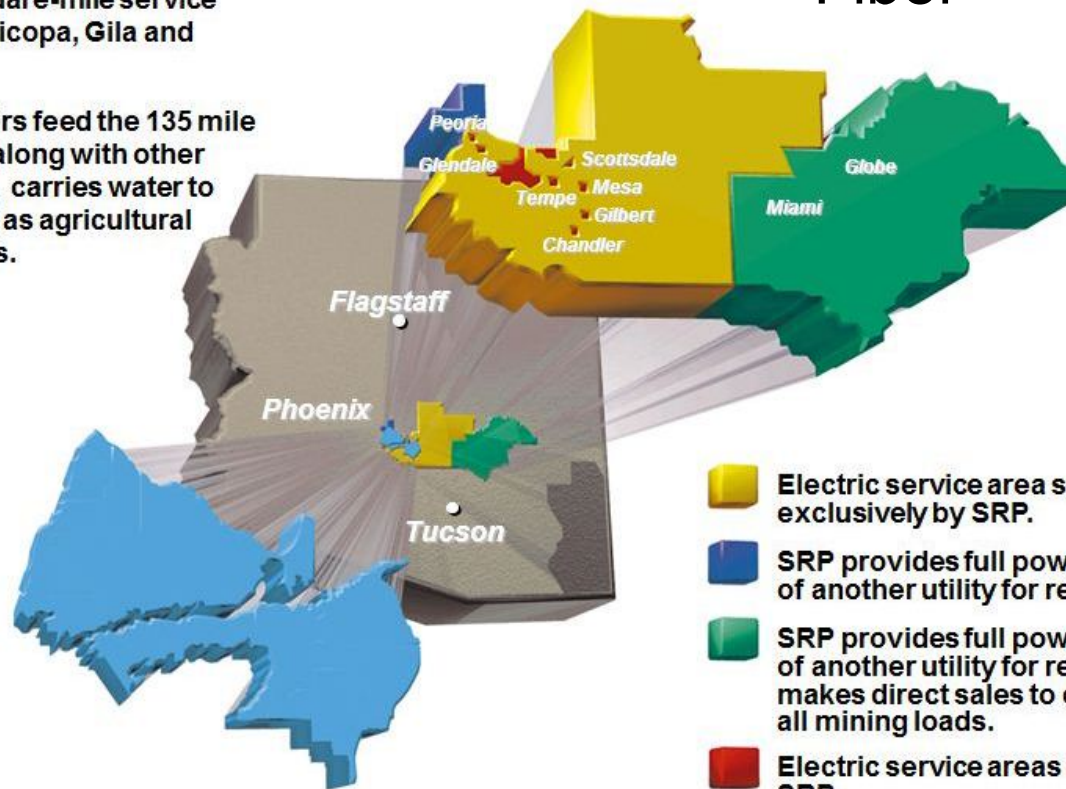 icopa, Gila and
rs feed the 135 mile
along with other
carries water to
as agricultural
s.
Peoria
Glendale
Scottsdale
Tempe
Mesa
Gilbert
Chandler
Globe
Miami
Flagstaff
Phoenix
Tucson
Electric service area s
exclusively by SRP.
SRP provides full pow
of another utility for re
SRP provides full pow
of another utility for re
makes direct sales to
all mining loads.
Electric service areas